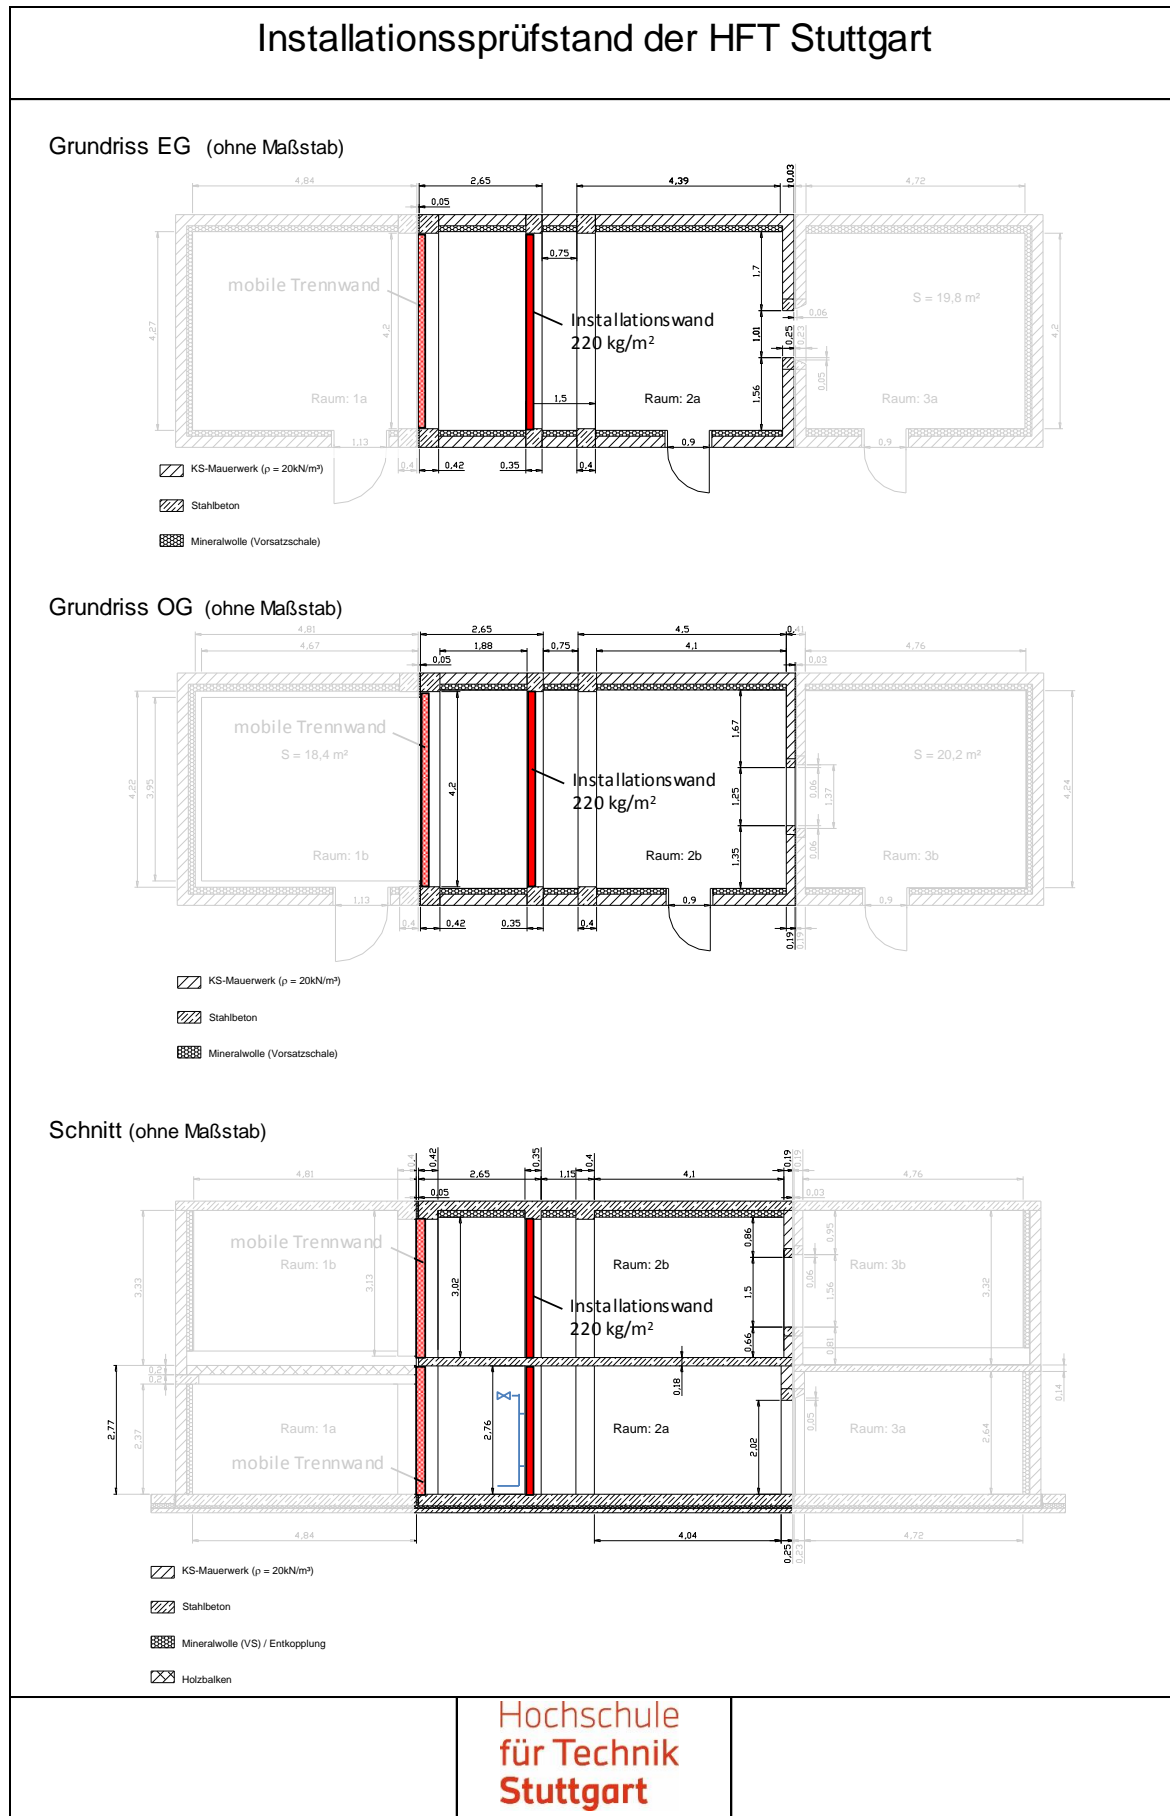 Installationssprüfstand der HFT Stuttgart
Grundriss EG (ohne Maßstab)
4,84
2,65
4,39
0,03
4,72
0,05
0,75
1,7
mobile Trennwand
S = 19,8 m²
Installationswand
220 kg/m²
0,06
4,27
4,2
1,01
0,25
0,23
4,2
0,05
1,56
Raum: 1a
1,5
Raum: 2a
Raum: 3a
1,13
0,9
0,9
0,4
0,42
0,35
0,4
KS-Mauerwerk (ρ = 20kN/m³)
Stahlbeton
Mineralwolle (Vorsatzschale)
Grundriss OG (ohne Maßstab)
4,81
2,65
4,5
4,67
1,88
0,75
4,1
4,76
0,05
0,03
mobile Trennwand
1,67
S = 18,4 m²
S = 20,2 m²
Installationswand
220 kg/m²
4,22
3,95
4,2
1,25
0,06
1,37
4,24
Raum: 1b
Raum: 2b
1,35
0,06
Raum: 3b
1,13
0,9
0,9
0,4
0,42
0,35
0,4
0,19
0,19
KS-Mauerwerk (ρ = 20kN/m³)
Stahlbeton
Mineralwolle (Vorsatzschale)
Schnitt (ohne Maßstab)
0,4
0,42
0,35
0,4
0,19
0,19
4,81
2,65
1,15
4,1
4,76
0,05
0,03
mobile Trennwand
0,86
0,95
Raum: 1b
Raum: 2b
Raum: 3b
3,33
3,13
3,02
1,5
0,06
1,56
3,32
Installationswand
220 kg/m²
0,66
0,81
0,18
0,14
2,77
2,37
Raum: 1a
2,76
Raum: 2a
0,05
Raum: 3a
mobile Trennwand
2,02
2,64
4,84
4,04
0,25
0,23
4,72
KS-Mauerwerk (ρ = 20kN/m³)
Stahlbeton
Mineralwolle (VS) / Entkopplung
Holzbalken
Hochschule
für Technik
Stuttgart